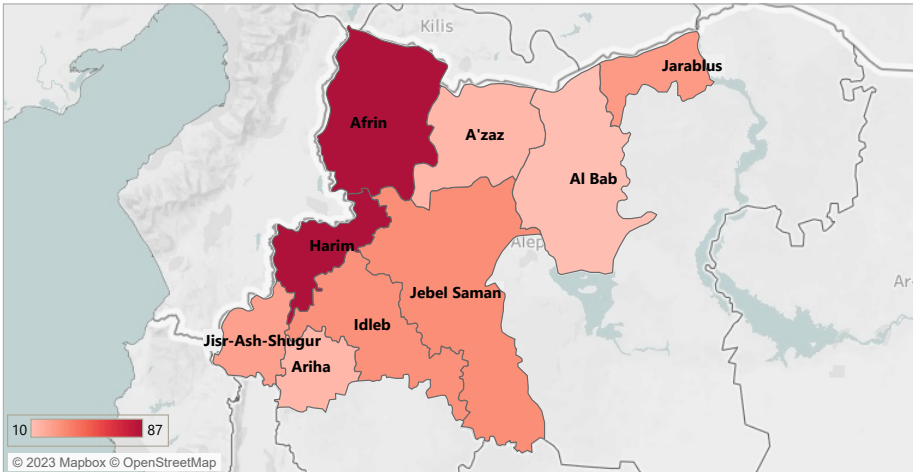 Kilis
Jarablus
Afrin
A'zaz
Al Bab
Harim
Alep
Ar-
Jebel Saman
Idleb
Jisr-Ash-Shugur
Ariha
10 87
© 2023 Mapbox © OpenStreetMap